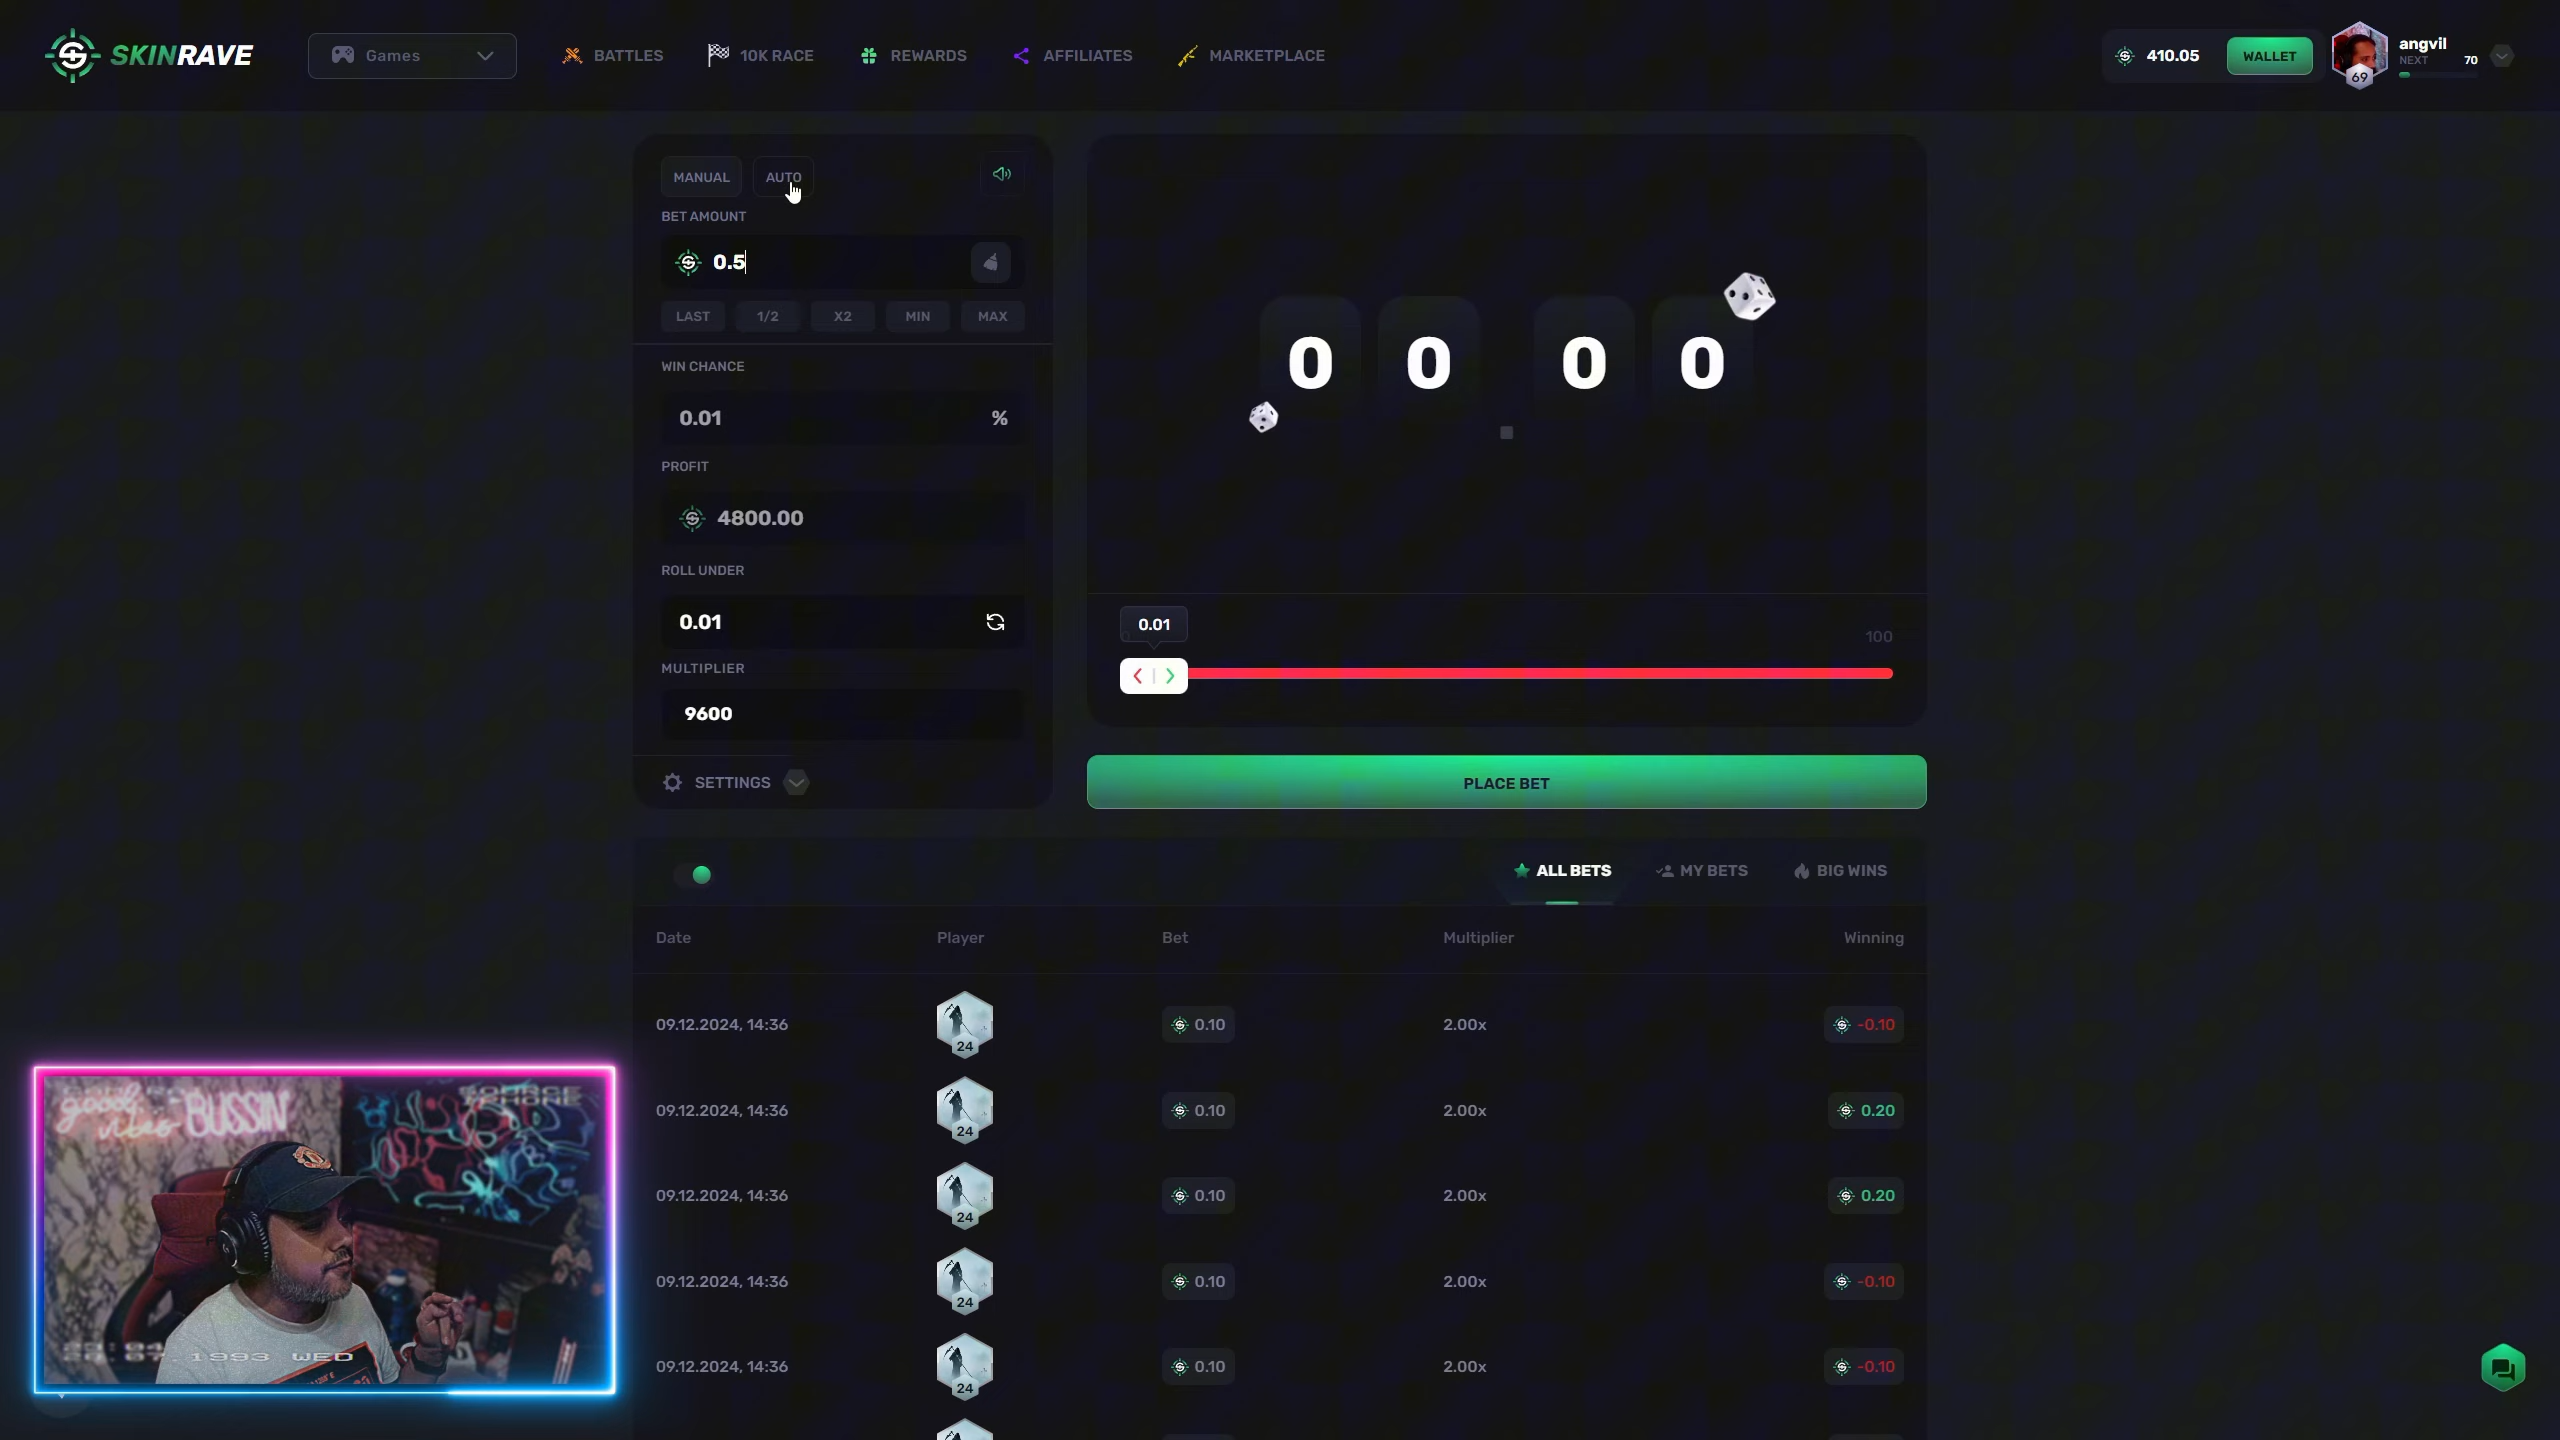 SKINRAVE
Games
BATTLES
10K RACE
REWARDS
AFFILIATES
MARKETPLACE
410.05
WALLET
angvil
NEXT 70
69
MANUAL
AUTO
BET AMOUNT
0.5
LAST
1/2
X2
MIN
MAX
WIN CHANCE
0.01 %
PROFIT
4800.00
ROLL UNDER
0.01
MULTIPLIER
9600
SETTINGS
0 0 0 0
0.01
0
100
PLACE BET
ALL BETS
MY BETS
BIG WINS
Date Player Bet Multiplier Winning
09.12.2024, 14:36 24 0.10 2.00x -0.10
09.12.2024, 14:36 24 0.10 2.00x 0.20
09.12.2024, 14:36 24 0.10 2.00x 0.20
09.12.2024, 14:36 24 0.10 2.00x -0.10
09.12.2024, 14:36 24 0.10 2.00x -0.10
good
vibes
BUSSIN'
1993 WED